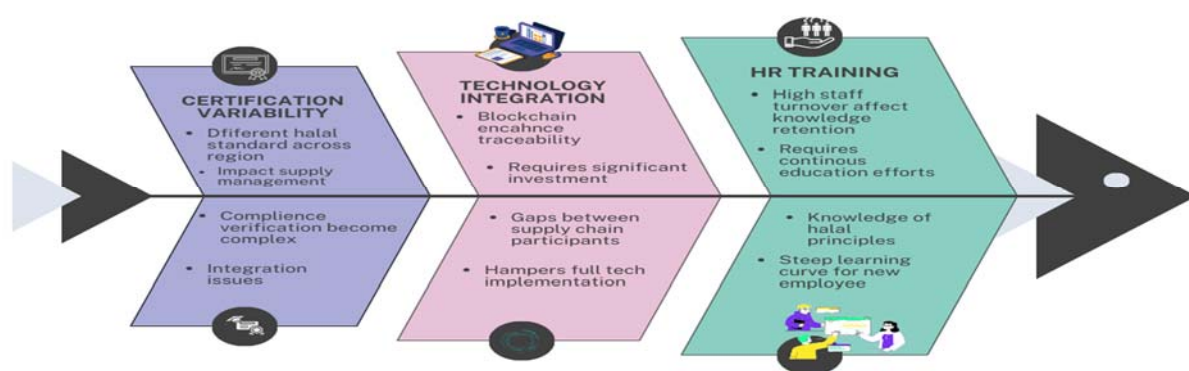 CERTIFICATION
VARIABILITY
• Dfiferent halal
standard across
region
• Impact supply
management
• Complience
verification become
complex
• Integration
issues
TECHNOLOGY
INTEGRATION
• Blockchain
encahnce
traceability
• Requires significant
investment
• Gaps between
supply chain
participants
• Hampers full tech
implementation
HR TRAINING
• High staff
turnover affect
knowledge
retention
• Requires
continous
education efforts
• Knowledge of
halal
principles
• Steep learning
curve for new
employee